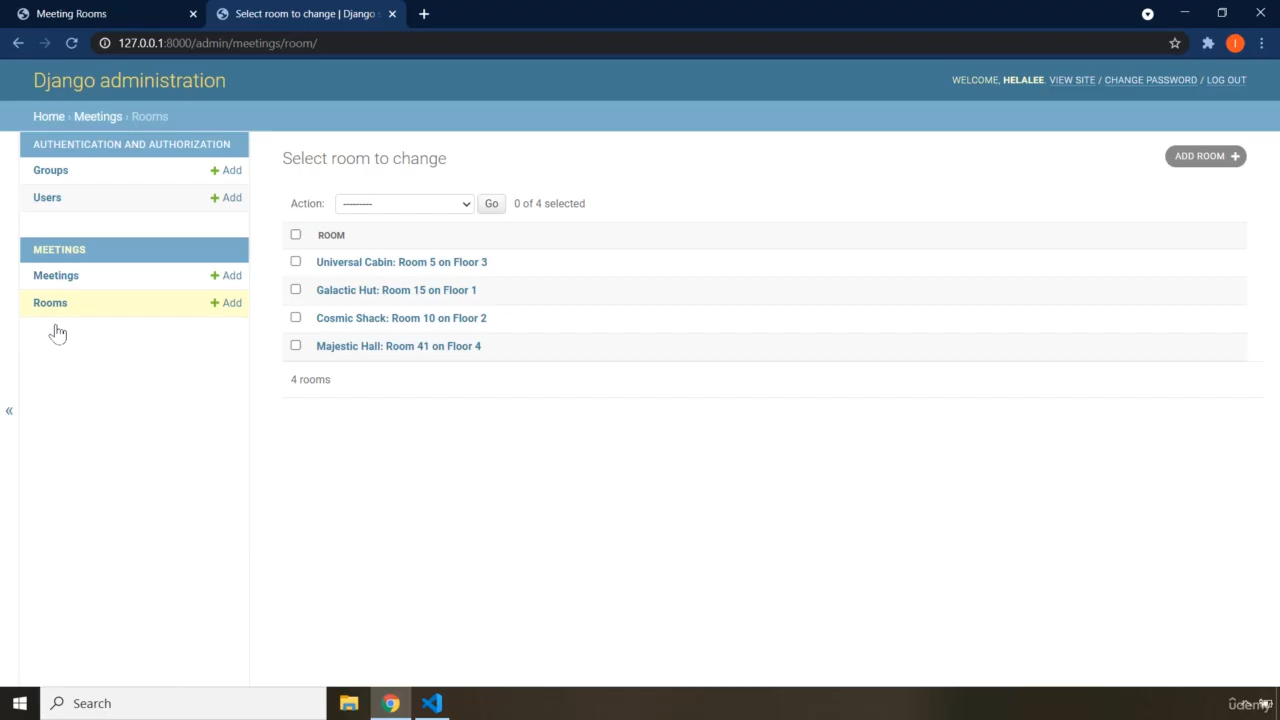 Meeting Rooms
Select room to change | Django s
127.0.0.1:8000/admin/meetings/room/
Django administration
WELCOME, HELALEE. VIEW SITE / CHANGE PASSWORD / LOG OUT
Home › Meetings › Rooms
AUTHENTICATION AND AUTHORIZATION
Groups + Add
Users + Add
MEETINGS
Meetings + Add
Rooms + Add
«
Select room to change
ADD ROOM +
Action: --------- Go 0 of 4 selected
ROOM
Universal Cabin: Room 5 on Floor 3
Galactic Hut: Room 15 on Floor 1
Cosmic Shack: Room 10 on Floor 2
Majestic Hall: Room 41 on Floor 4
4 rooms
I
Search
udemy